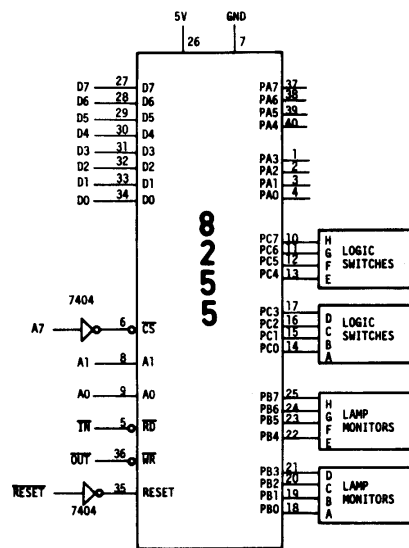 5V GND
26 7
D7 27 D7 PA7 37
D6 28 D6 PA6 38
D5 29 D5 PA5 39
D4 30 D4 PA4 40
D3 31 D3 PA3 1
D2 32 D2 PA2 2
D1 33 D1 PA1 3
D0 34 D0 PA0 4
8255
PC7 10 H
PC6 11 G LOGIC
PC5 12 F SWITCHES
PC4 13 E
7404
A7 6 CS
PC3 17 D
PC2 16 C LOGIC
PC1 15 B SWITCHES
PC0 14 A
A1 8 A1
A0 9 A0
IN 5 RD
OUT 36 WR
RESET 35 RESET
7404
PB7 25 H
PB6 24 G LAMP
PB5 23 F MONITORS
PB4 22 E
PB3 21 D
PB2 20 C LAMP
PB1 19 B MONITORS
PB0 18 A